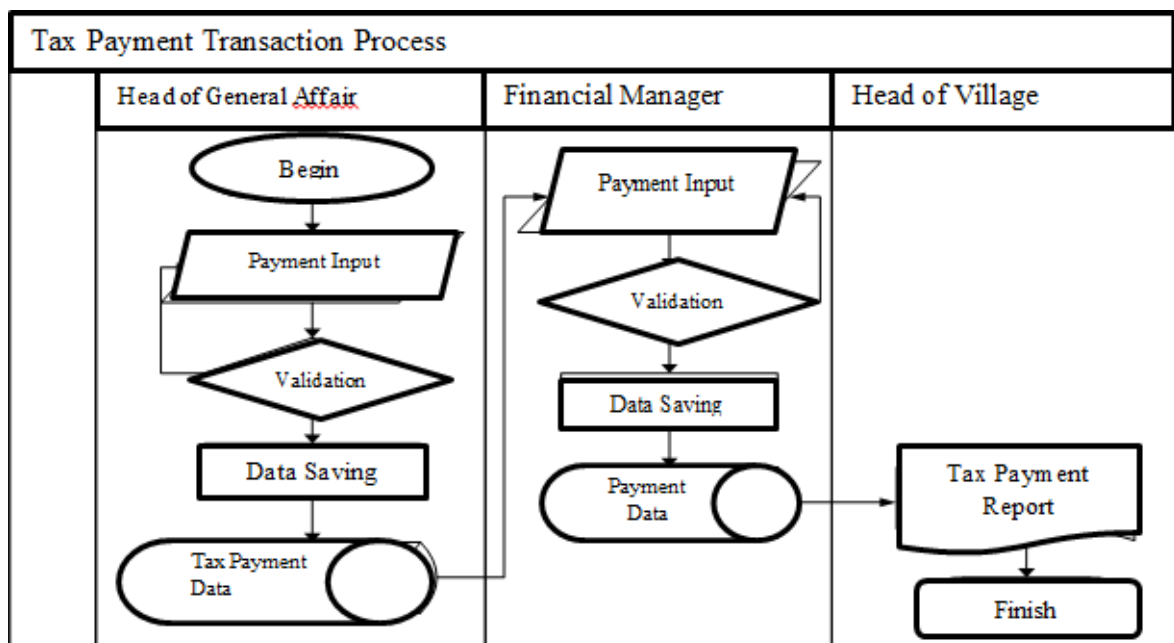 Tax Payment Transaction Process
Head of General Affair
Financial Manager
Head of Village
Begin
Payment Input
Validation
Data Saving
Tax Payment
Data
Payment Input
Validation
Data Saving
Payment
Data
Tax Payment
Report
Finish